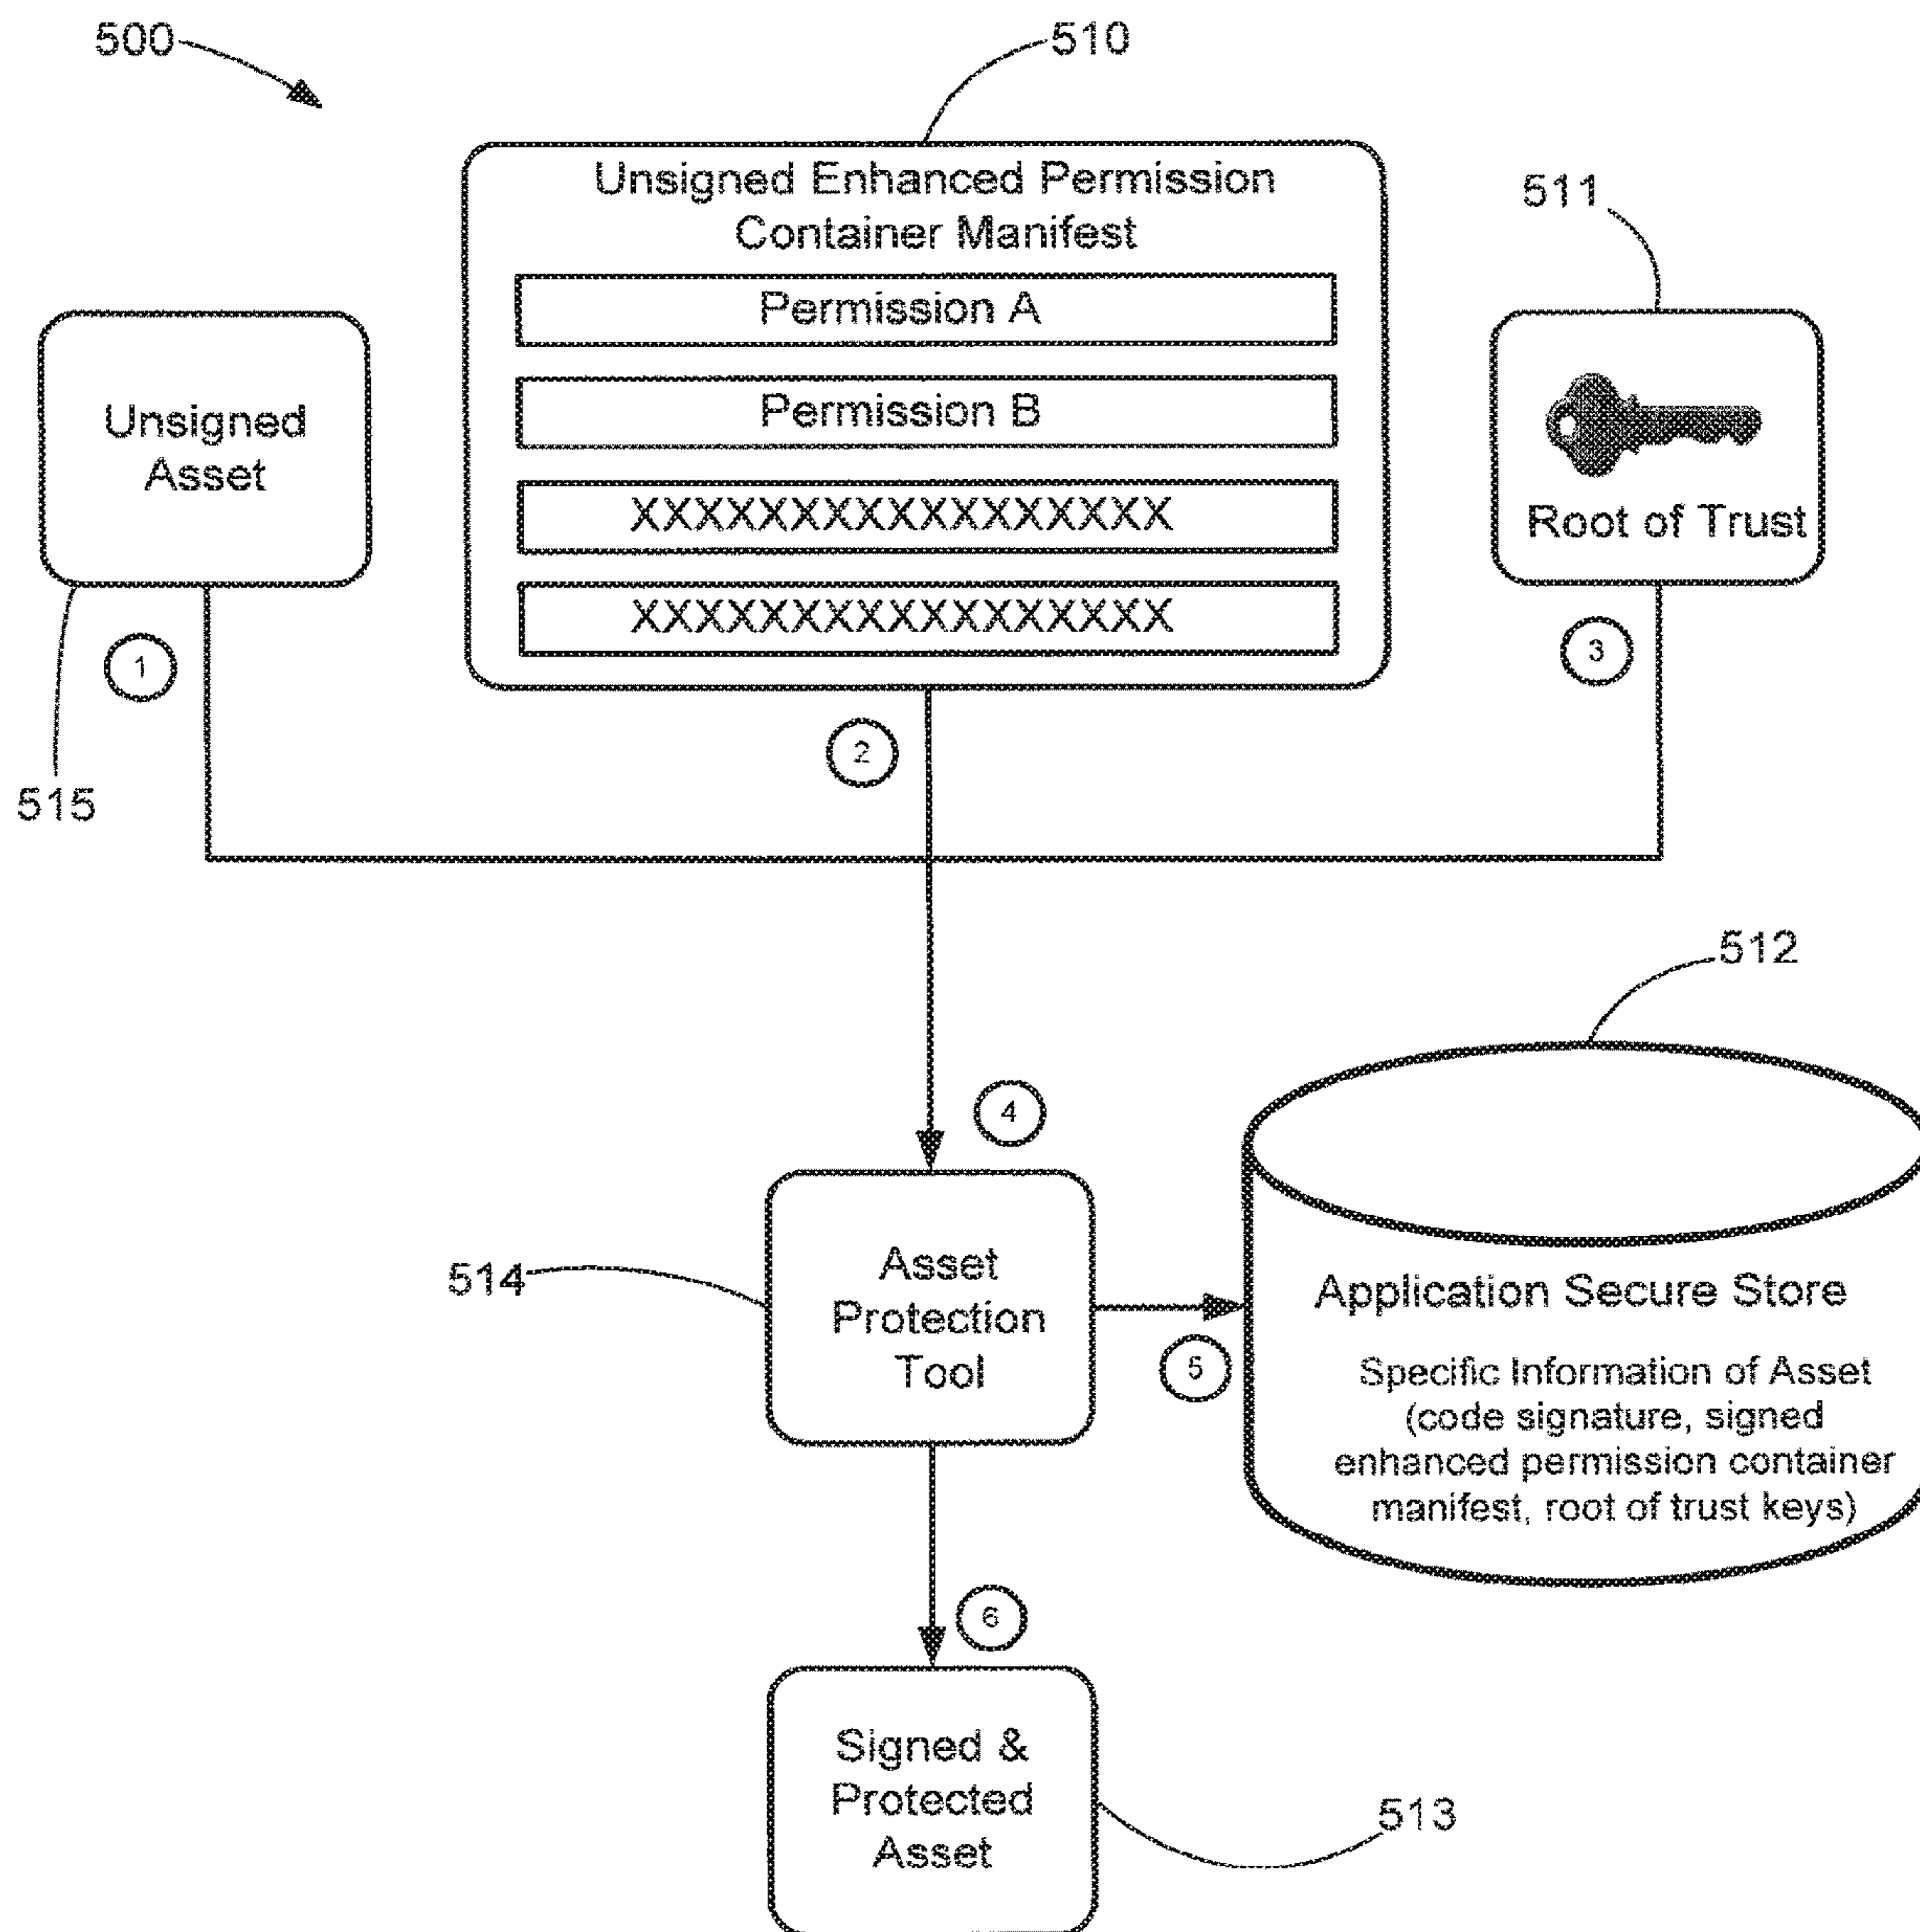 500
510
Unsigned Enhanced Permission
Container Manifest
511
Permission A
Permission B
Unsigned
Asset
XXXXXXXXXXXXXXXXX
Root of Trust
XXXXXXXXXXXXXXXXX
1
3
2
515
512
4
514
Asset
Protection
Tool
Application Secure Store
5
Specific Information of Asset
(code signature, signed
enhanced permission container
manifest, root of trust keys)
6
Signed &
Protected
Asset
513